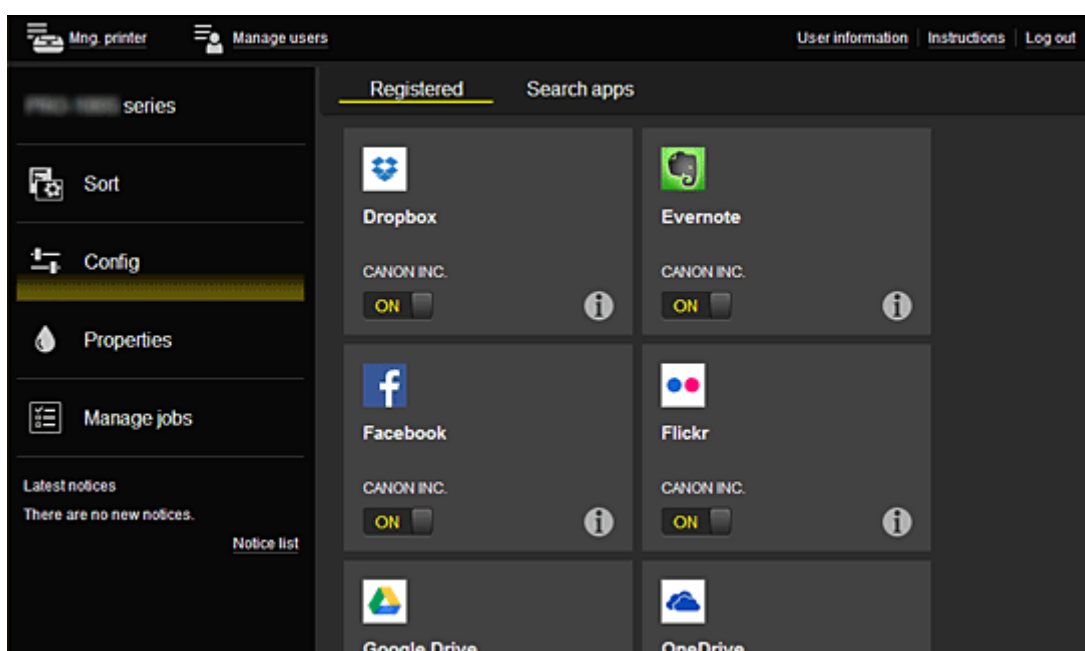 Mng. printer
Manage users
User information
Instructions
Log out
series
Sort
Config
Properties
Manage jobs
Latest notices
There are no new notices.
Notice list
Registered
Search apps
Dropbox
CANON INC.
ON
Evernote
CANON INC.
ON
Facebook
CANON INC.
ON
Flickr
CANON INC.
ON
Google Drive
OneDrive